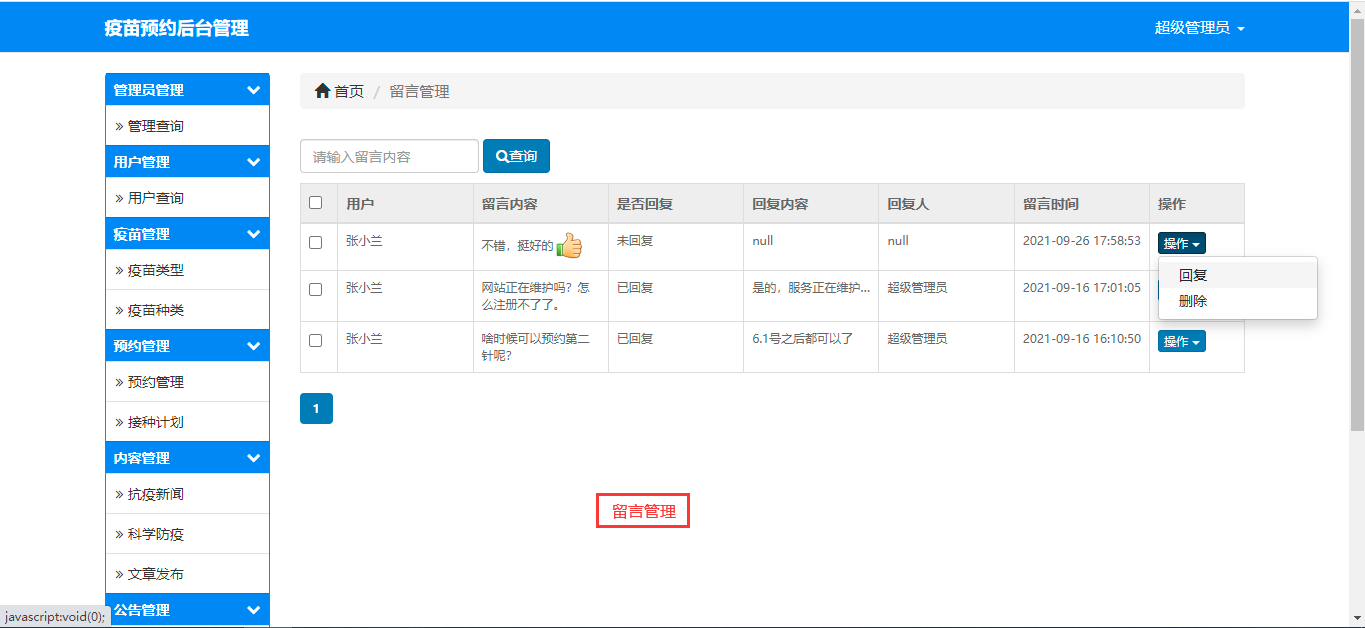 疫苗预约后台管理
超级管理员
管理员管理
» 管理查询
用户管理
» 用户查询
疫苗管理
» 疫苗类型
» 疫苗种类
预约管理
» 预约管理
» 接种计划
内容管理
» 抗疫新闻
» 科学防疫
» 文章发布
公告管理
首页 / 留言管理
请输入留言内容 查询
用户 留言内容 是否回复 回复内容 回复人 留言时间 操作
张小兰 不错，挺好的 未回复 null null 2021-09-26 17:58:53 操作
回复
删除
张小兰 网站正在维护吗？怎 已回复 是的，服务正在维护... 超级管理员 2021-09-16 17:01:05
么注册不了了。
张小兰 啥时候可以预约第二 已回复 6.1号之后都可以了 超级管理员 2021-09-16 16:10:50 操作
针呢？
1
留言管理
javascript:void(0);